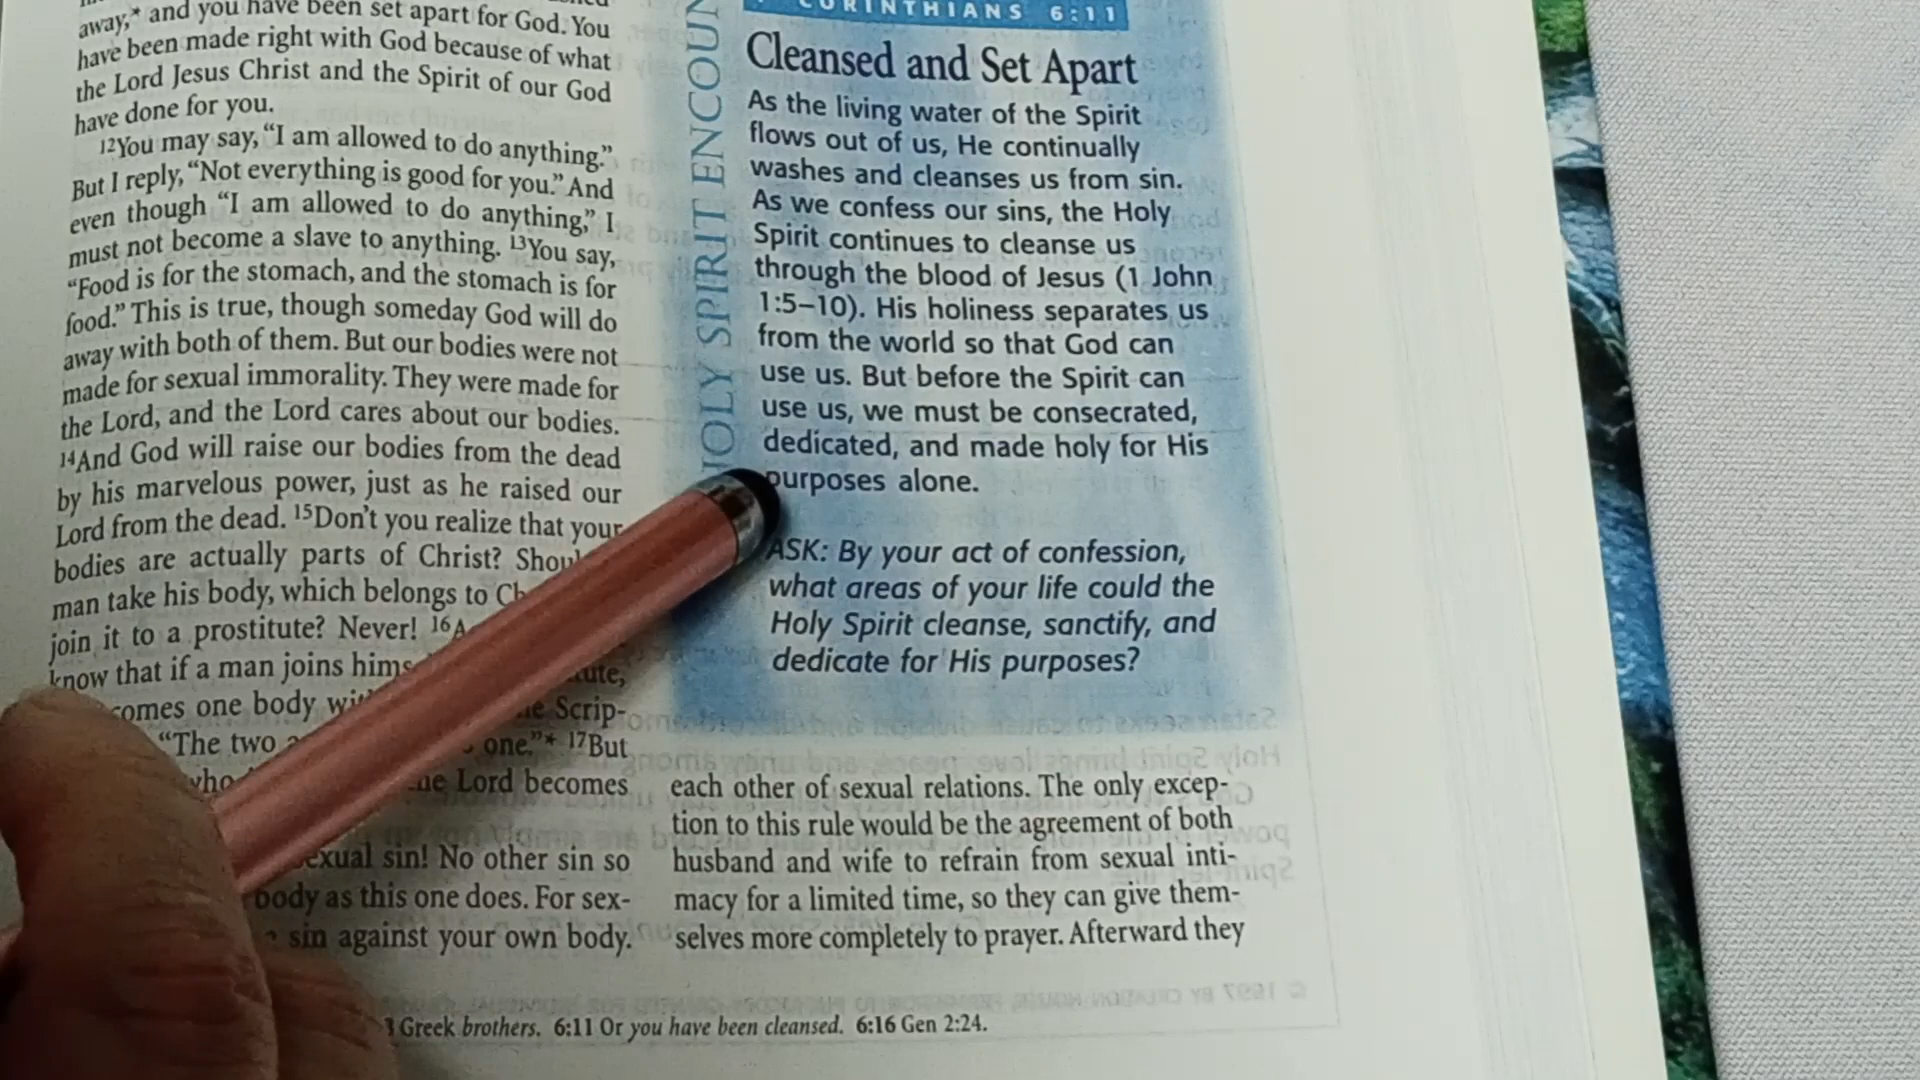 away,* and you have been set apart for God. You
have been made right with God because of what
the Lord Jesus Christ and the Spirit of our God
have done for you.
12You may say, “I am allowed to do anything.”
But I reply, “Not everything is good for you.” And
even though “I am allowed to do anything,” I
must not become a slave to anything. 13You say,
“Food is for the stomach, and the stomach is for
food.” This is true, though someday God will do
away with both of them. But our bodies were not
made for sexual immorality. They were made for
the Lord, and the Lord cares about our bodies.
14And God will raise our bodies from the dead
by his marvelous power, just as he raised our
Lord from the dead. 15Don’t you realize that your
bodies are actually parts of Christ?
man take his body, which belongs to
join it to a prostitute? Never! 16
know that if a man joins
one body
Scrip-
“The two one.”* 17But
Lord becomes
sin! No other sin so
body as this one does. For sex-
sin against your own body.
HOLY SPIRIT
CORINTHIANS 6:11
Cleansed and Set Apart
As the living water of the Spirit
flows out of us, He continually
washes and cleanses us from sin.
As we confess our sins, the Holy
Spirit continues to cleanse us
through the blood of Jesus (1 John
1:5–10). His holiness separates us
from the world so that God can
use us. But before the Spirit can
use us, we must be consecrated,
dedicated, and made holy for His
purposes alone.
ASK: By your act of confession,
what areas of your life could the
Holy Spirit cleanse, sanctify, and
dedicate for His purposes?
each other of sexual relations. The only excep-
tion to this rule would be the agreement of both
husband and wife to refrain from sexual inti-
macy for a limited time, so they can give them-
selves more completely to prayer. Afterward they
Greek brothers. 6:11 Or you have been cleansed. 6:16 Gen 2:24.